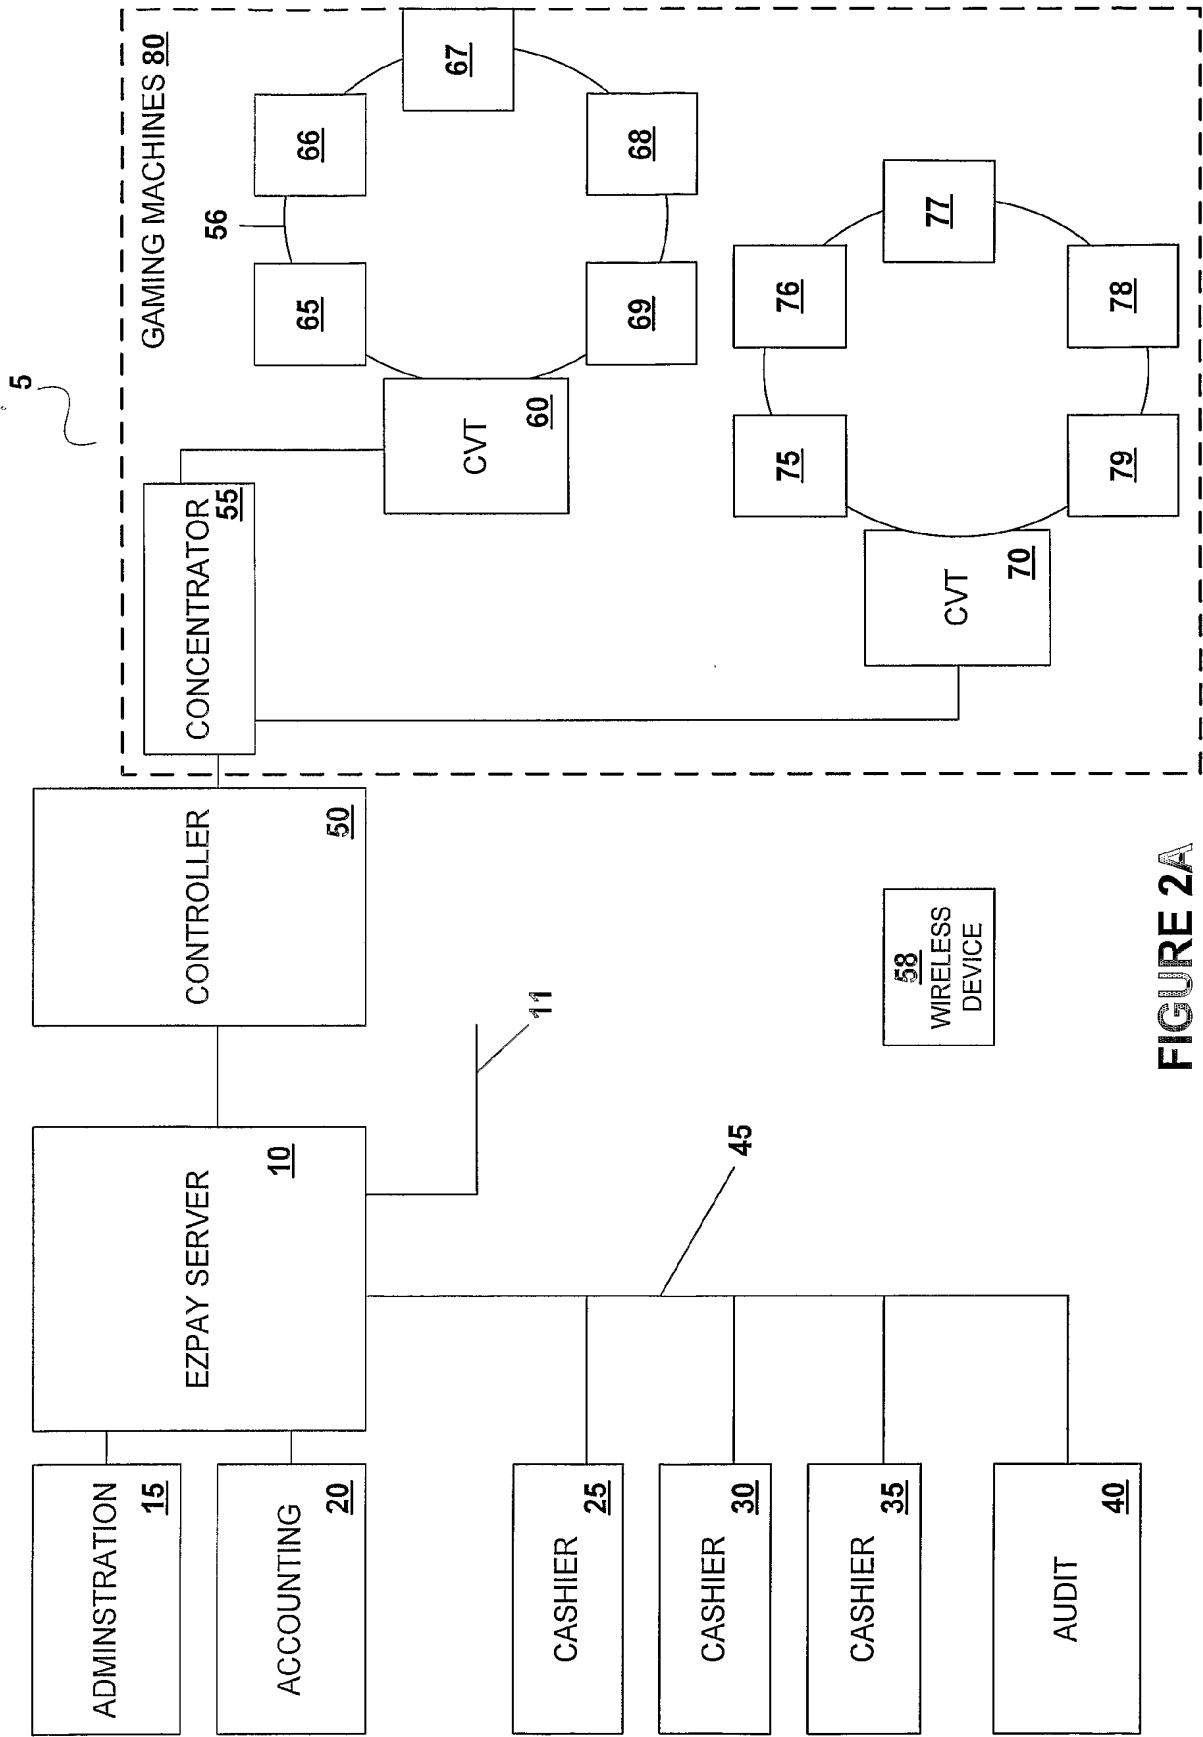 5
ADMINSTRATION
15
ACCOUNTING
20
EZPAY SERVER
10
11
CONTROLLER
50
GAMING MACHINES 80
CONCENTRATOR
55
56
65
66
67
68
69
CVT
60
75
76
77
78
79
CVT
70
58
WIRELESS
DEVICE
45
CASHIER
25
CASHIER
30
CASHIER
35
AUDIT
40
FIGURE 2A